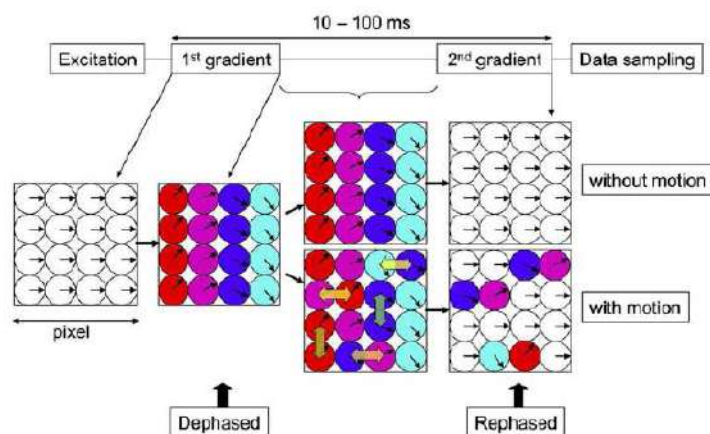 10 – 100 ms
Excitation
1st gradient
2nd gradient
Data sampling
without motion
with motion
pixel
Dephased
Rephased